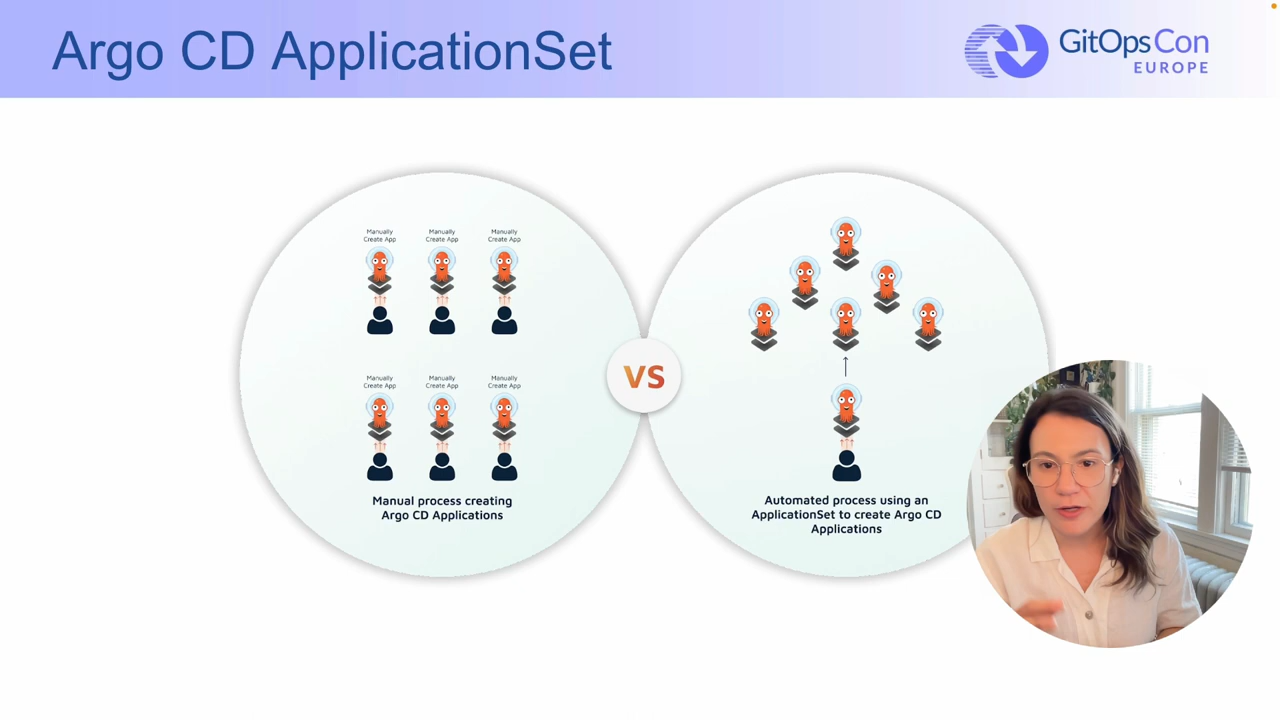 Argo CD ApplicationSet
GitOpsCon
EUROPE
Manually
Create App
Manually
Create App
Manually
Create App
Manually
Create App
Manually
Create App
Manually
Create App
Manual process creating
Argo CD Applications
VS
Automated process using an
ApplicationSet to create Argo CD
Applications